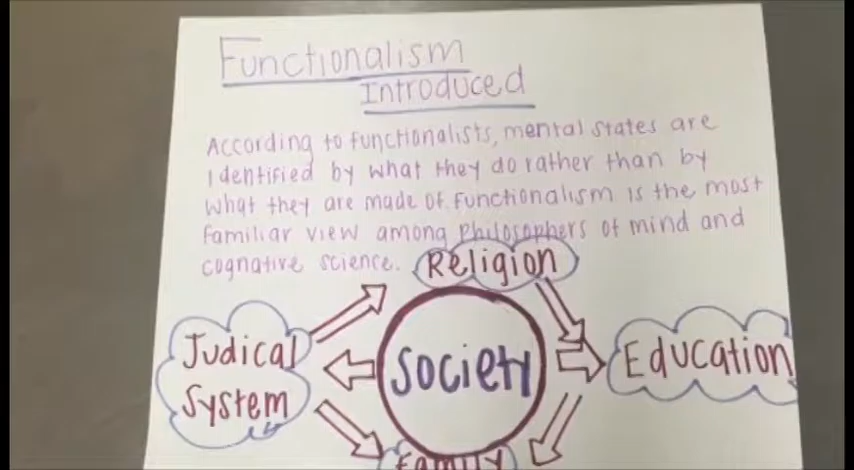 Functionalism
Introduced
According to functionalists, mental states are
identified by what they do rather than by
what they are made of. Functionalism is the most
familiar view among philosophers of mind and
cognative science.
Religion
Judical
System
Society
Education
Family